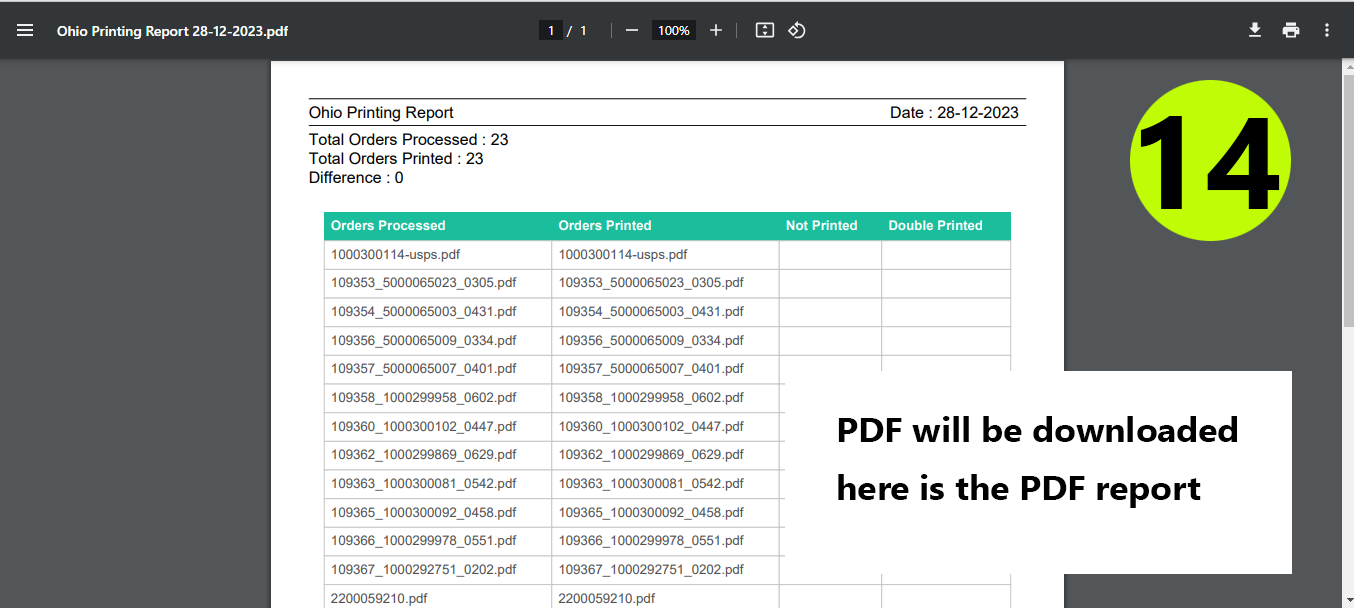 Ohio Printing Report 28-12-2023.pdf
1 / 1
100%
Ohio Printing Report Date : 28-12-2023
Total Orders Processed : 23
Total Orders Printed : 23
Difference : 0
14
Orders Processed Orders Printed Not Printed Double Printed
1000300114-usps.pdf 1000300114-usps.pdf
109353_5000065023_0305.pdf 109353_5000065023_0305.pdf
109354_5000065003_0431.pdf 109354_5000065003_0431.pdf
109356_5000065009_0334.pdf 109356_5000065009_0334.pdf
109357_5000065007_0401.pdf 109357_5000065007_0401.pdf
109358_1000299958_0602.pdf 109358_1000299958_0602.pdf
109360_1000300102_0447.pdf 109360_1000300102_0447.pdf
109362_1000299869_0629.pdf 109362_1000299869_0629.pdf
109363_1000300081_0542.pdf 109363_1000300081_0542.pdf
109365_1000300092_0458.pdf 109365_1000300092_0458.pdf
109366_1000299978_0551.pdf 109366_1000299978_0551.pdf
109367_1000292751_0202.pdf 109367_1000292751_0202.pdf
2200059210.pdf 2200059210.pdf
PDF will be downloaded
here is the PDF report